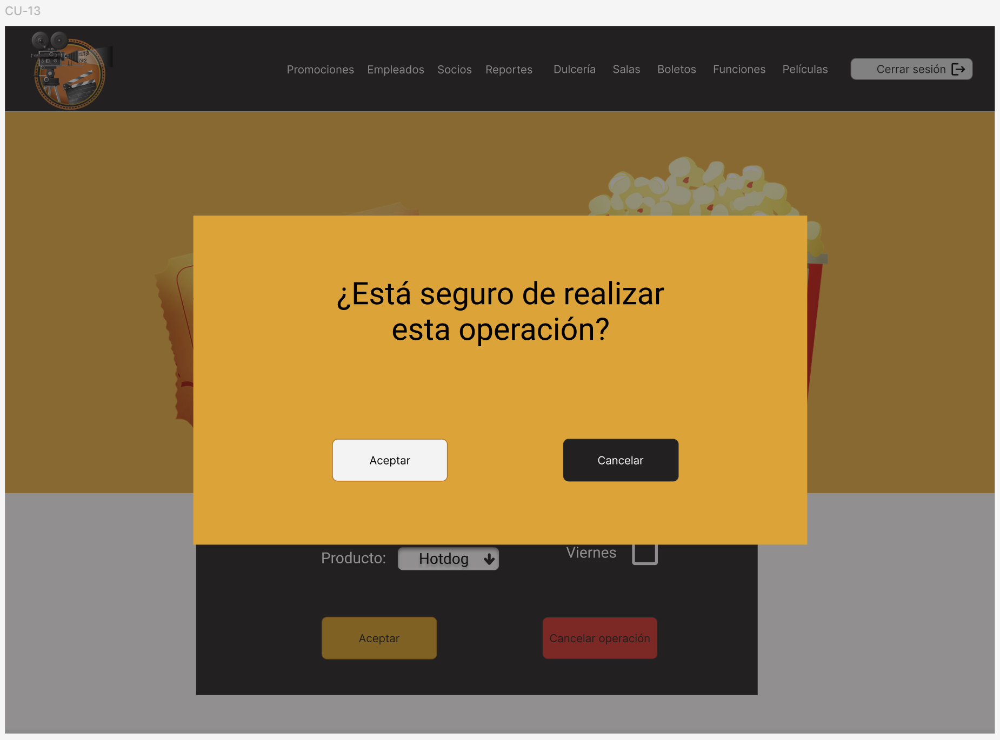 CU-13
CINE
Promociones Empleados Socios Reportes Dulcería Salas Boletos Funciones Películas Cerrar sesión
¿Está seguro de realizar
esta operación?
Aceptar Cancelar
Producto: Hotdog Viernes
Aceptar Cancelar operación